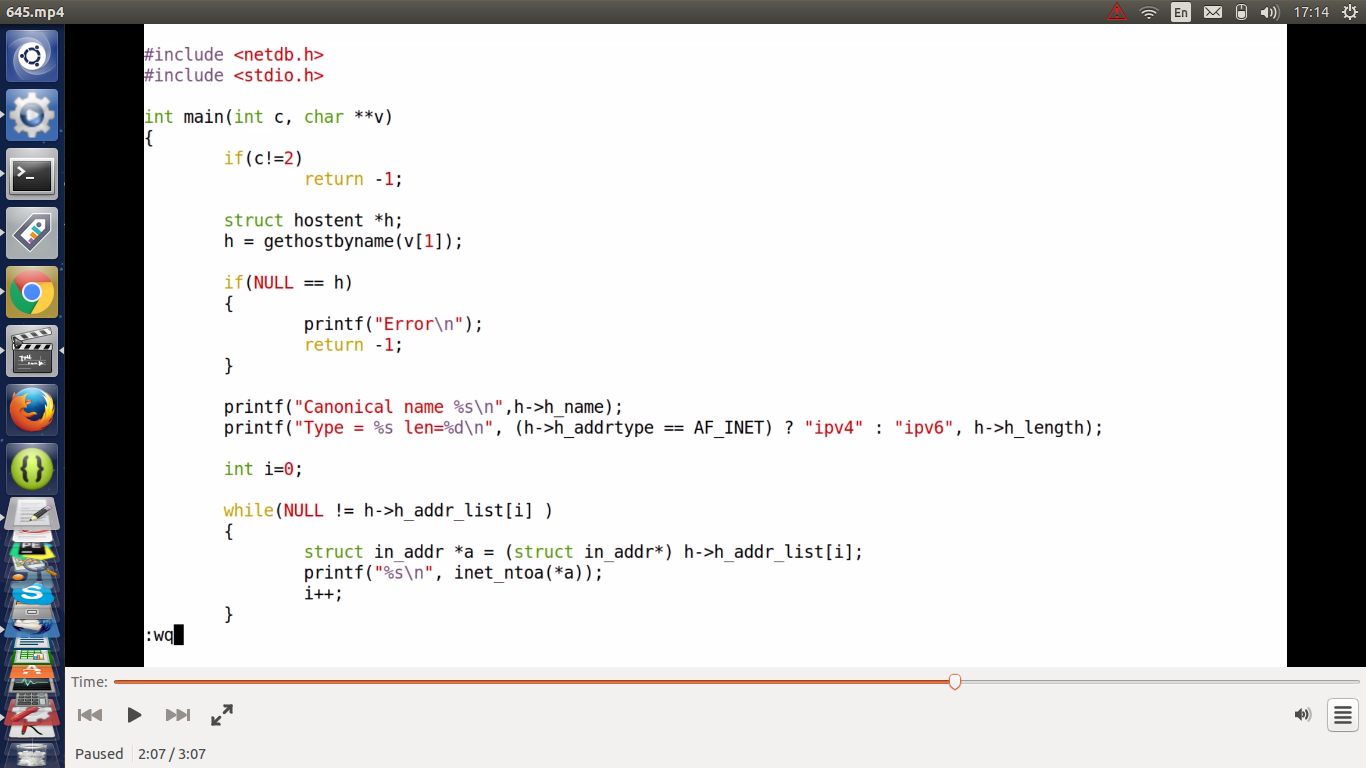 645.mp4
En
17:14
#include <netdb.h>
#include <stdio.h>
int main(int c, char **v)
{
if(c!=2)
return -1;
struct hostent *h;
h = gethostbyname(v[1]);
if(NULL == h)
{
printf("Error\n");
return -1;
}
printf("Canonical name %s\n",h->h_name);
printf("Type = %s len=%d\n", (h->h_addrtype == AF_INET) ? "ipv4" : "ipv6", h->h_length);
int i=0;
while(NULL != h->h_addr_list[i] )
{
struct in_addr *a = (struct in_addr*) h->h_addr_list[i];
printf("%s\n", inet_ntoa(*a));
i++;
}
:wq
Time:
Paused 2:07 / 3:07